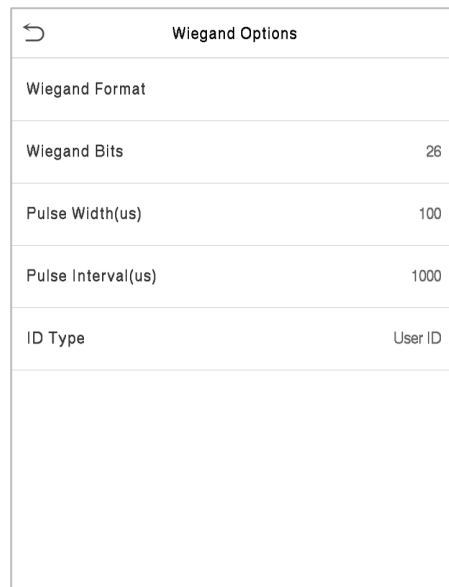 Wiegand Options
Wiegand Format
Wiegand Bits 26
Pulse Width(us) 100
Pulse Interval(us) 1000
ID Type User ID